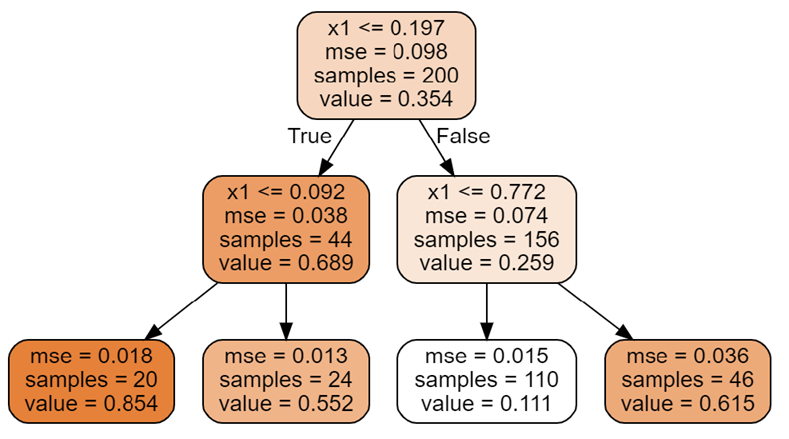 x1 <= 0.197
mse = 0.098
samples = 200
value = 0.354
True
False
x1 <= 0.092
mse = 0.038
samples = 44
value = 0.689
x1 <= 0.772
mse = 0.074
samples = 156
value = 0.259
mse = 0.018
samples = 20
value = 0.854
mse = 0.013
samples = 24
value = 0.552
mse = 0.015
samples = 110
value = 0.111
mse = 0.036
samples = 46
value = 0.615